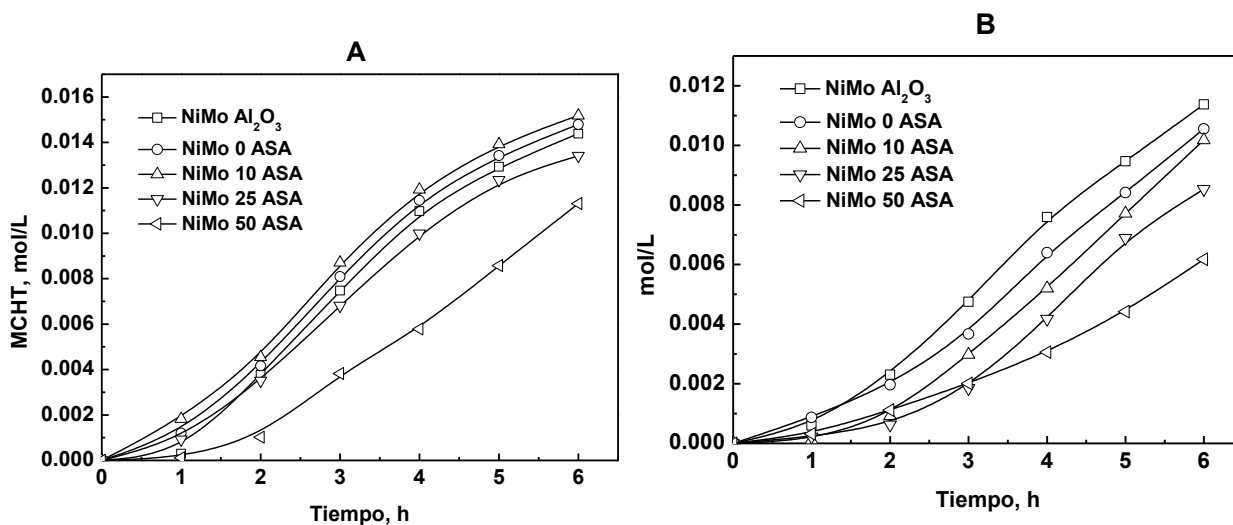 A
MCHT, mol/L
0.016
0.014
0.012
0.010
0.008
0.006
0.004
0.002
0.000
NiMo Al₂O₃
NiMo 0 ASA
NiMo 10 ASA
NiMo 25 ASA
NiMo 50 ASA
0 1 2 3 4 5 6
Tiempo, h
B
mol/L
0.012
0.010
0.008
0.006
0.004
0.002
0.000
NiMo Al₂O₃
NiMo 0 ASA
NiMo 10 ASA
NiMo 25 ASA
NiMo 50 ASA
0 1 2 3 4 5 6
Tiempo, h